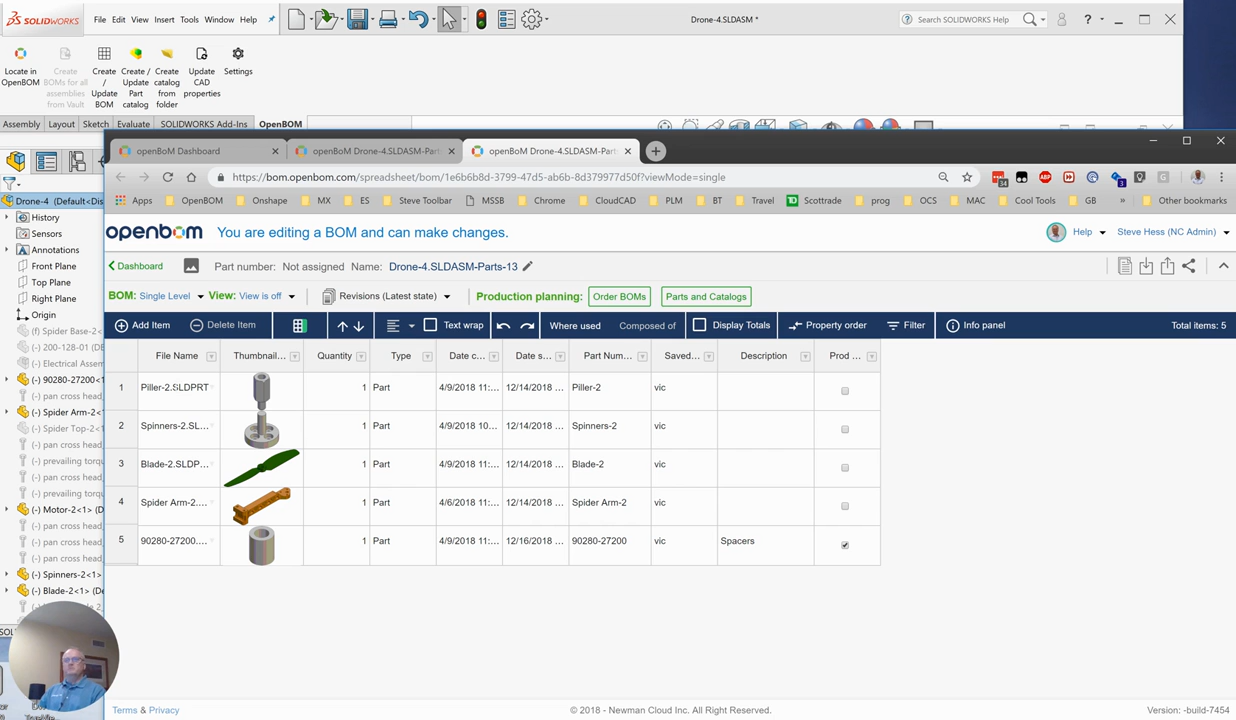 SOLIDWORKS
File Edit View Insert Tools Window Help
Drone-4.SLDASM *
Search SOLIDWORKS Help
?
Locate in OpenBOM
Create BOMs for all assemblies from Vault
Create / Update BOM
Create / Update Part catalog
Create catalog from folder
Update CAD properties
Settings
Assembly Layout Sketch Evaluate SOLIDWORKS Add-Ins OpenBOM
openBoM Dashboard
openBoM Drone-4.SLDASM-Part
openBoM Drone-4.SLDASM-Part
https://bom.openbom.com/spreadsheet/bom/1e6b6b8d-3799-47d5-ab6b-8d379977d50f?viewMode=single
34
ABP
3
Apps OpenBOM Onshape MX ES Steve Toolbar MSSB Chrome CloudCAD PLM BT Travel Scottrade prog OCS MAC Cool Tools GB » Other bookmarks
Drone-4 (Default<Dis
History
Sensors
Annotations
Front Plane
Top Plane
Right Plane
Origin
(f) Spider Base-2<
(-) 200-128-01 (DE
(-) Electrical Assem
(-) 90280-27200<1
(-) pan cross head
(-) Spider Arm-2<
(-) Spider Top-2<
(-) pan cross head,
(-) prevailing torqu
(-) pan cross head
(-) prevailing torqu
(-) Motor-2<1> (D
(-) pan cross head
(-) pan cross head
(-) pan cross head
(-) Spinners-2<1>
(-) Blade-2<1> (De
openbom
You are editing a BOM and can make changes.
Help
Steve Hess (NC Admin)
Dashboard
Part number: Not assigned Name: Drone-4.SLDASM-Parts-13
BOM: Single Level View: View is off Revisions (Latest state) Production planning: Order BOMs Parts and Catalogs
Add Item Delete Item Text wrap Where used Composed of Display Totals Property order Filter Info panel Total items: 5
File Name Thumbnail... Quantity Type Date c... Date s... Part Num... Saved... Description Prod ...
1 Piller-2.SLDPRT 1 Part 4/9/2018 11:... 12/14/2018 ... Piller-2 vic
2 Spinners-2.SL... 1 Part 4/9/2018 10... 12/14/2018 ... Spinners-2 vic
3 Blade-2.SLDP... 1 Part 4/9/2018 11:... 12/14/2018 ... Blade-2 vic
4 Spider Arm-2.... 1 Part 4/6/2018 11:... 12/14/2018 ... Spider Arm-2 vic
5 90280-27200.... 1 Part 4/9/2018 11:... 12/16/2018 ... 90280-27200 vic Spacers
Terms & Privacy
© 2018 - Newman Cloud Inc. All Right Reserved.
Version: -build-7454